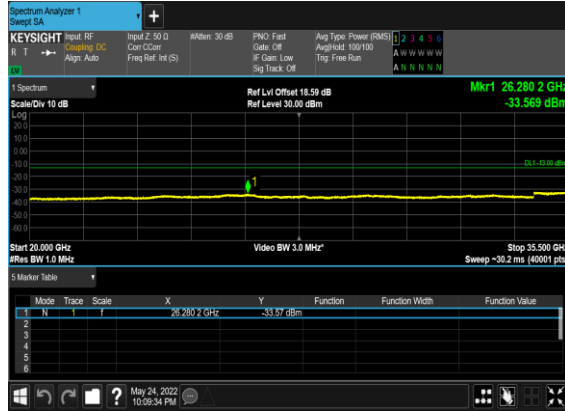 Spectrum Analyzer 1
Swept SA
+
KEYSIGHT Input: RF Input Z: 50 Ω #Atten: 30 dB PNO: Fast Avg Type: Power (RMS) 1 2 3 4 5 6
R T Coupling: DC Corr CCorr Gate: Off Avg|Hold: 100/100 A W W W W W
Align: Auto Freq Ref: Int (S) IF Gain: Low Trig: Free Run
LW Sig Track: Off A N N N N N
1 Spectrum Ref Lvl Offset 18.59 dB Mkr1 26.280 2 GHz
Scale/Div 10 dB Ref Level 30.00 dBm -33.569 dBm
Log
20.0
10.0
0.00
-10.0 DL1 -13.00 dBm
-20.0
1
-30.0
-40.0
-50.0
-60.0
Start 20.000 GHz Video BW 3.0 MHz* Stop 35.500 GHz
#Res BW 1.0 MHz Sweep ~30.2 ms (40001 pts)
5 Marker Table
Mode Trace Scale X Y Function Function Width Function Value
1 N 1 f 26.280 2 GHz -33.57 dBm
2
3
4
5
6
? May 24, 2022
10:09:34 PM